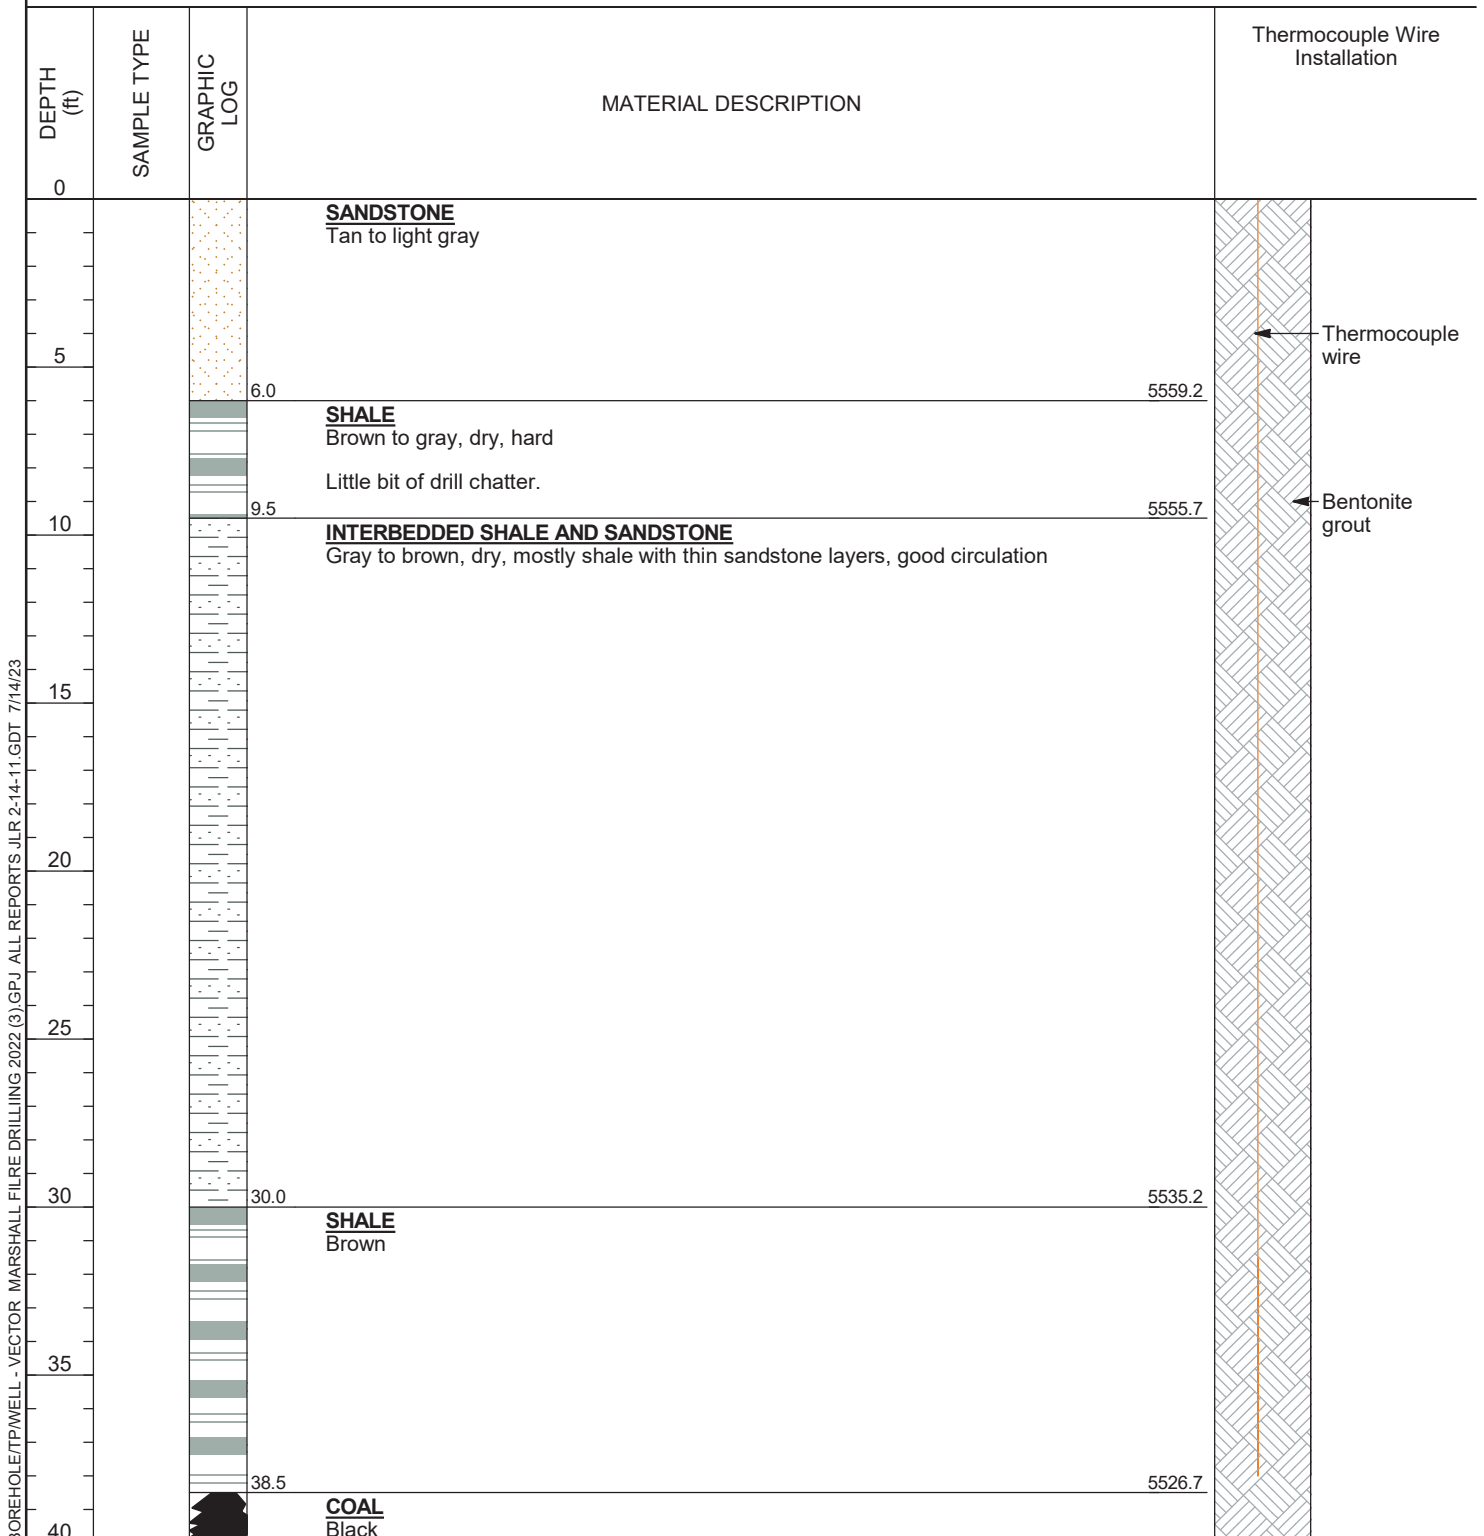 DEPTH
(ft)
SAMPLE TYPE
GRAPHIC
LOG
MATERIAL DESCRIPTION
Thermocouple Wire
Installation
0
SANDSTONE
Tan to light gray
Thermocouple
wire
5
6.0 5559.2
SHALE
Brown to gray, dry, hard
Little bit of drill chatter.
Bentonite
grout
9.5 5555.7
10
INTERBEDDED SHALE AND SANDSTONE
Gray to brown, dry, mostly shale with thin sandstone layers, good circulation
15
20
25
30
30.0 5535.2
SHALE
Brown
35
38.5 5526.7
COAL
Black
40
BOREHOLE/TP/WELL - VECTOR MARSHALL FILRE DRILLIING 2022 (3).GPJ ALL REPORTS JLR 2-14-11.GDT 7/14/23